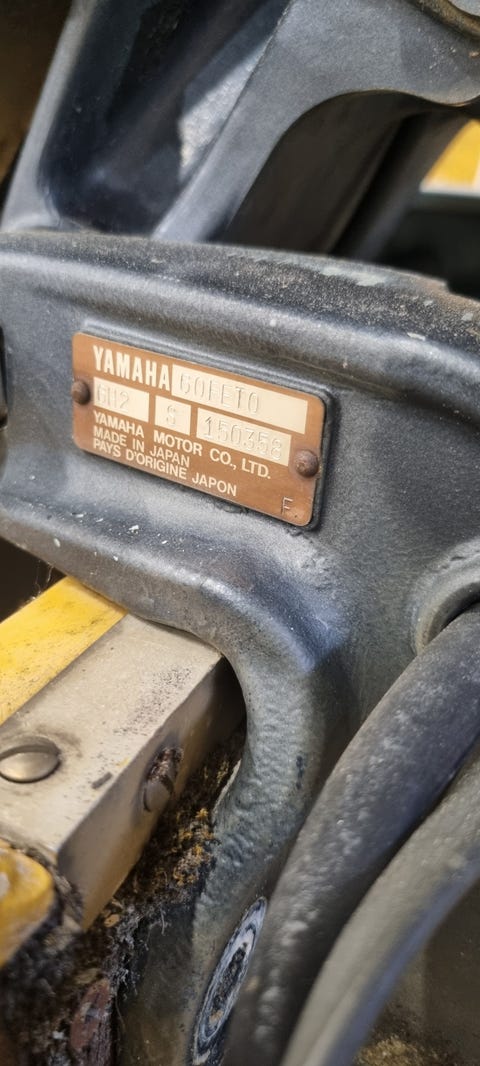 YAMAHA 60FETO
6H2 S 150358
YAMAHA MOTOR CO., LTD.
MADE IN JAPAN
PAYS D'ORIGINE JAPON
F.